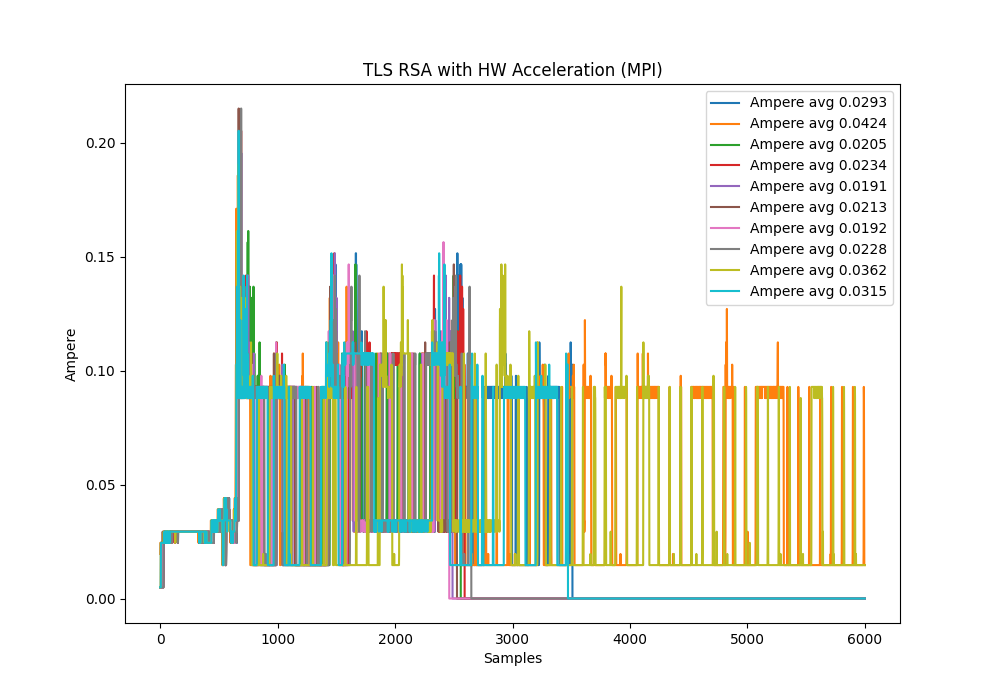 TLS RSA with HW Acceleration (MPI)
Ampere avg 0.0293
Ampere avg 0.0424
Ampere avg 0.0205
Ampere avg 0.0234
Ampere avg 0.0191
Ampere avg 0.0213
Ampere avg 0.0192
Ampere avg 0.0228
Ampere avg 0.0362
Ampere avg 0.0315
0.20
0.15
0.10
0.05
0.00
Ampere
0 1000 2000 3000 4000 5000 6000
Samples